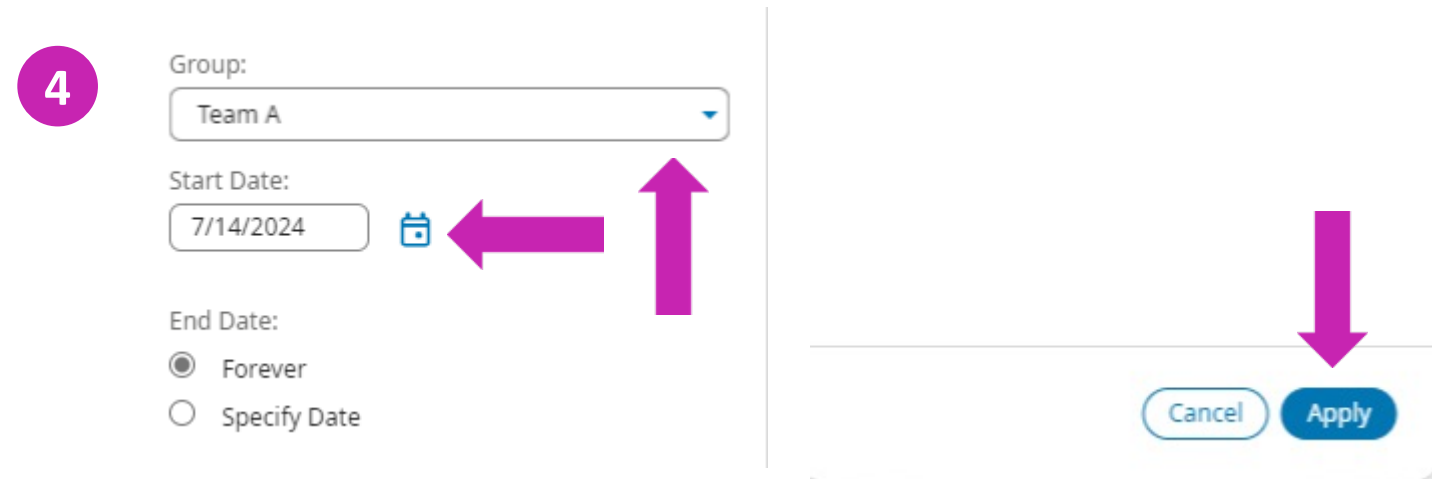 4
Group:
Team A
Start Date:
7/14/2024
End Date:
Forever
Specify Date
Cancel
Apply